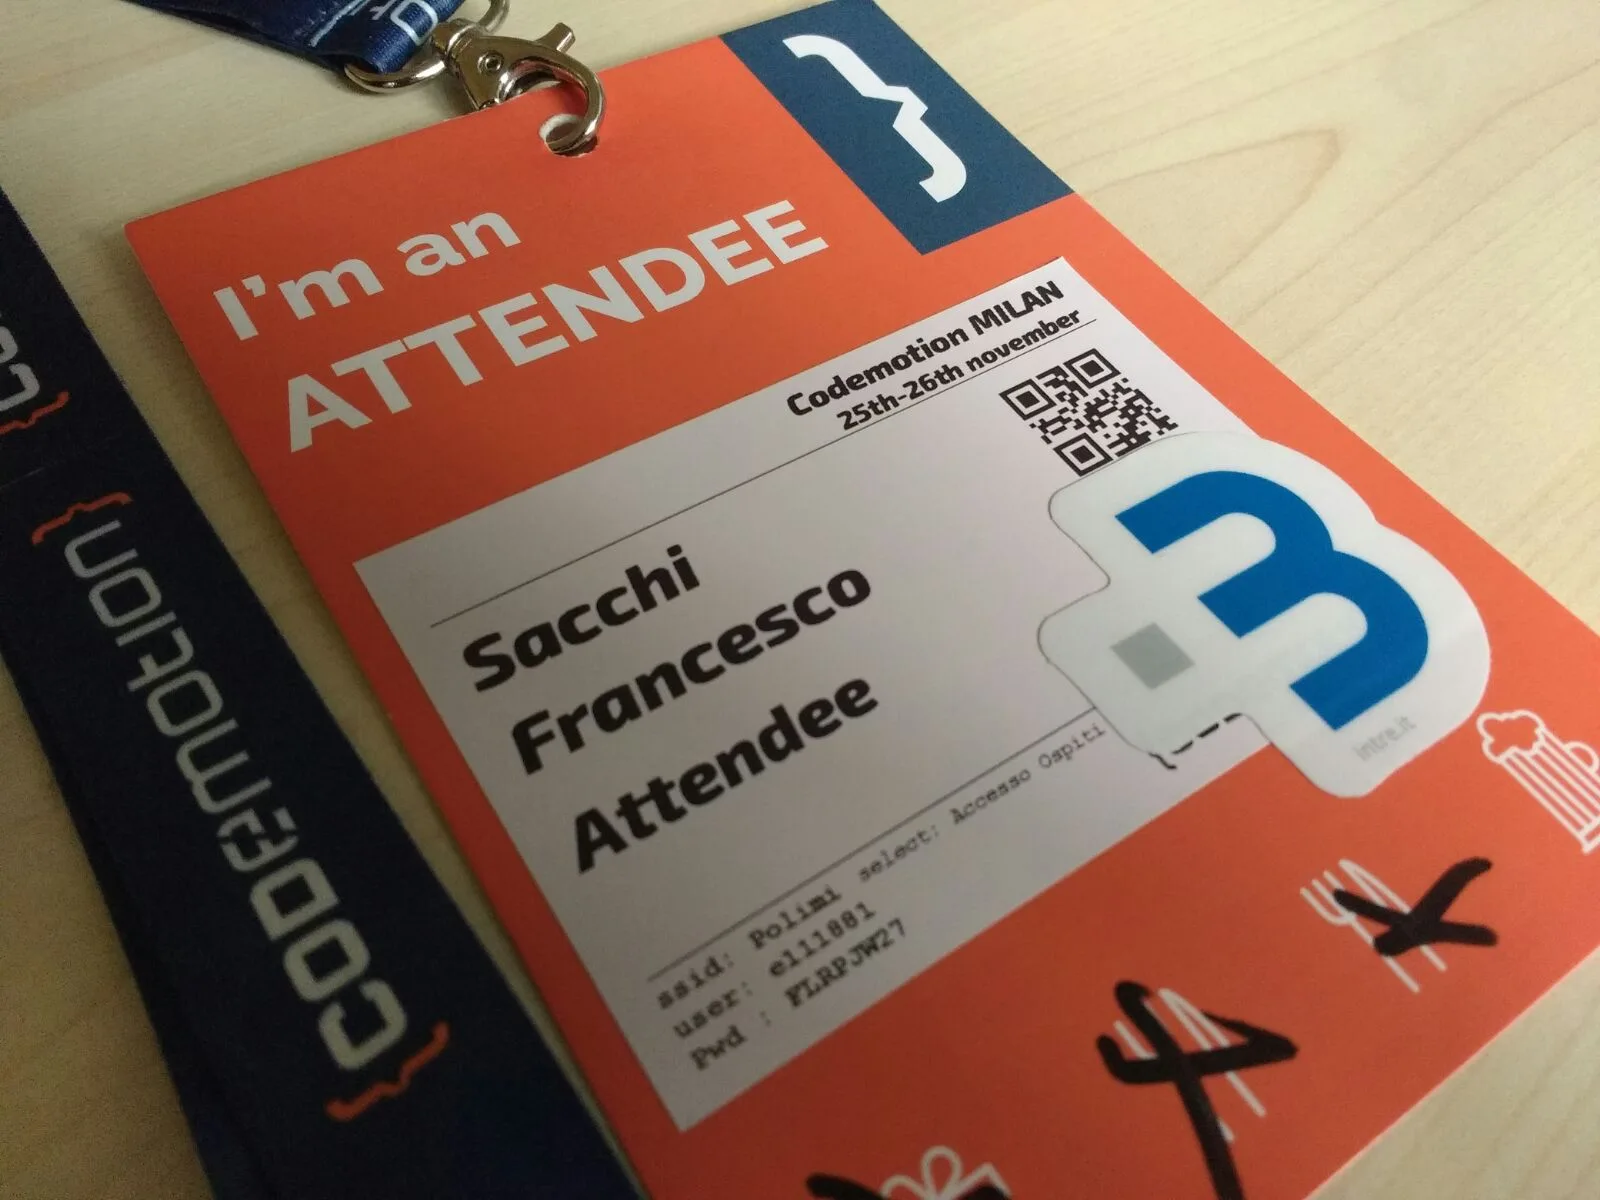 I'm an
ATTENDEE
Codemotion MILAN
25th-26th november
Sacchi
Francesco
Attendee
ssid: Polimi select: Accesso Ospiti
user: e111881
Pwd : FLRPJW27
intre.it
{CODEMOTION}